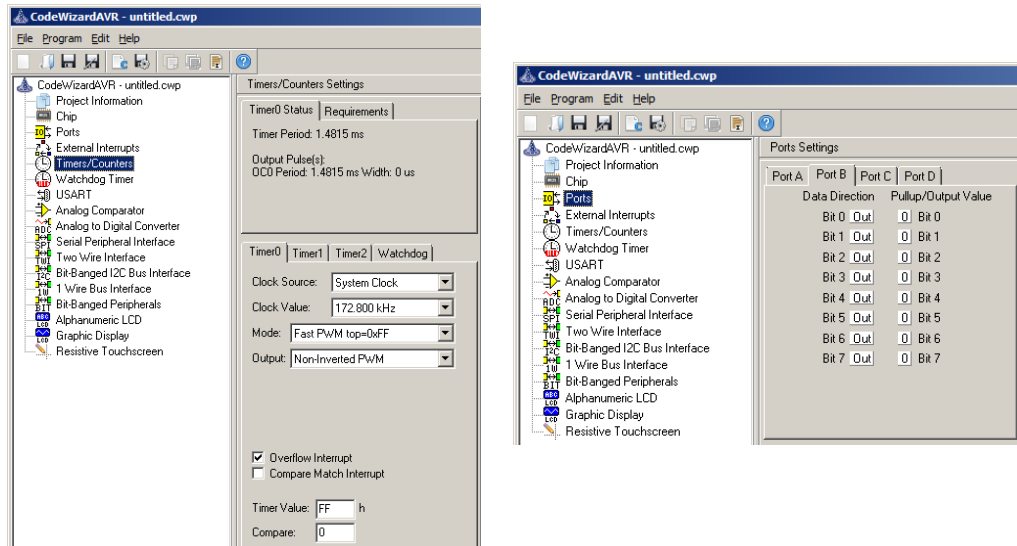 CodeWizardAVR - untitled.cwp
File Program Edit Help
CodeWizardAVR - untitled.cwp
Project Information
Chip
Ports
External Interrupts
Timers/Counters
Watchdog Timer
USART
Analog Comparator
Analog to Digital Converter
Serial Peripheral Interface
Two Wire Interface
Bit-Banged I2C Bus Interface
1 Wire Bus Interface
Bit-Banged Peripherals
Alphanumeric LCD
Graphic Display
Resistive Touchscreen
Timers/Counters Settings
Timer0 Status Requirements
Timer Period: 1.4815 ms
Output Pulse(s):
OC0 Period: 1.4815 ms Width: 0 us
Timer0 Timer1 Timer2 Watchdog
Clock Source: System Clock
Clock Value: 172.800 kHz
Mode: Fast PWM top=0xFF
Output: Non-Inverted PWM
Overflow Interrupt
Compare Match Interrupt
Timer Value: FF h
Compare: 0
CodeWizardAVR - untitled.cwp
File Program Edit Help
CodeWizardAVR - untitled.cwp
Project Information
Chip
Ports
External Interrupts
Timers/Counters
Watchdog Timer
USART
Analog Comparator
Analog to Digital Converter
Serial Peripheral Interface
Two Wire Interface
Bit-Banged I2C Bus Interface
1 Wire Bus Interface
Bit-Banged Peripherals
Alphanumeric LCD
Graphic Display
Resistive Touchscreen
Ports Settings
Port A Port B Port C Port D
Data Direction Pullup/Output Value
Bit 0 Out 0 Bit 0
Bit 1 Out 0 Bit 1
Bit 2 Out 0 Bit 2
Bit 3 Out 0 Bit 3
Bit 4 Out 0 Bit 4
Bit 5 Out 0 Bit 5
Bit 6 Out 0 Bit 6
Bit 7 Out 0 Bit 7